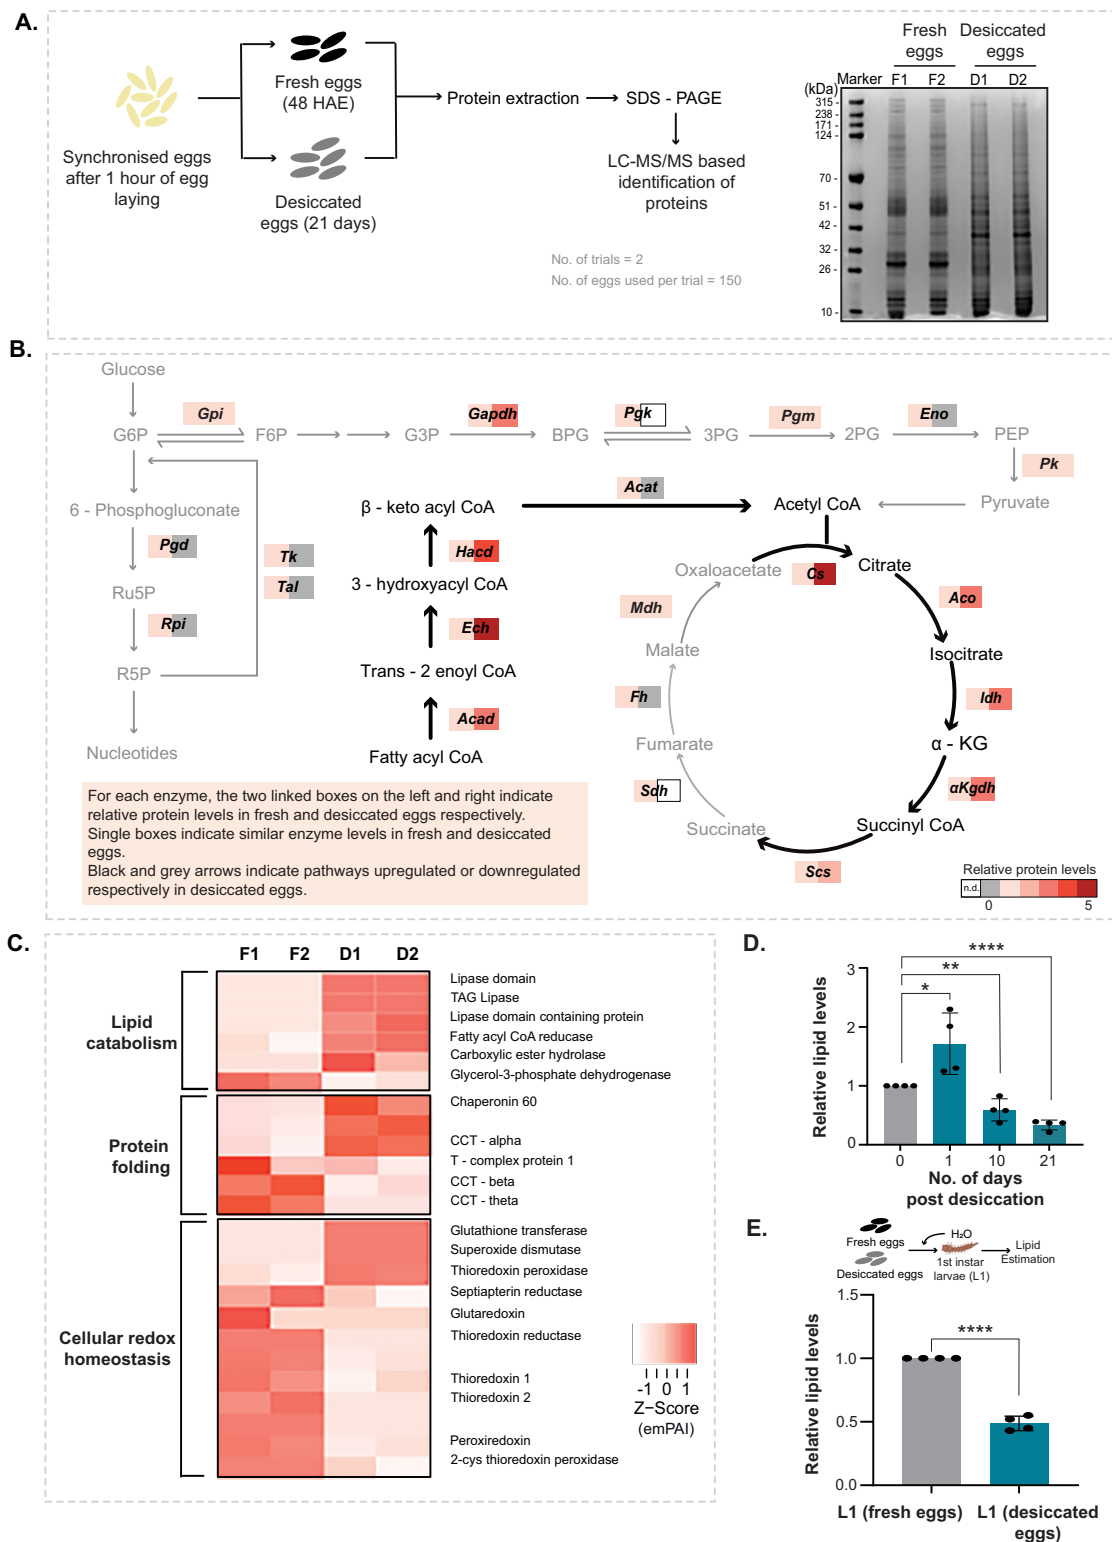 A.
Synchronised eggs
after 1 hour of egg
laying
Fresh eggs
(48 HAE)
Desiccated
eggs (21 days)
Protein extraction
SDS - PAGE
LC-MS/MS based
identification of
proteins
No. of trials = 2
No. of eggs used per trial = 150
Fresh
eggs
Desiccated
eggs
Marker F1 F2 D1 D2
(kDa)
315 -
238 -
171 -
124 -
70 -
51 -
42 -
32 -
26 -
10 -
B.
Glucose
G6P
Gpi
F6P
G3P
Gapdh
BPG
Pgk
3PG
Pgm
2PG
Eno
PEP
Pk
Pyruvate
6 - Phosphogluconate
Pgd
Ru5P
Rpi
R5P
Nucleotides
Tk
Tal
β - keto acyl CoA
Hacd
3 - hydroxyacyl CoA
Ech
Trans - 2 enoyl CoA
Acad
Fatty acyl CoA
Acat
Acetyl CoA
Oxaloacetate
Cs
Citrate
Aco
Isocitrate
Idh
α - KG
αKgdh
Succinyl CoA
Scs
Succinate
Sdh
Fumarate
Fh
Malate
Mdh
For each enzyme, the two linked boxes on the left and right indicate
relative protein levels in fresh and desiccated eggs respectively.
Single boxes indicate similar enzyme levels in fresh and desiccated
eggs.
Black and grey arrows indicate pathways upregulated or downregulated
respectively in desiccated eggs.
Relative protein levels
n.d.
0 5
C.
F1 F2 D1 D2
Lipid
catabolism
Lipase domain
TAG Lipase
Lipase domain containing protein
Fatty acyl CoA reducase
Carboxylic ester hydrolase
Glycerol-3-phosphate dehydrogenase
Protein
folding
Chaperonin 60
CCT - alpha
T - complex protein 1
CCT - beta
CCT - theta
Cellular redox
homeostasis
Glutathione transferase
Superoxide dismutase
Thioredoxin peroxidase
Septiapterin reductase
Glutaredoxin
Thioredoxin reductase
Thioredoxin 1
Thioredoxin 2
Peroxiredoxin
2-cys thioredoxin peroxidase
-1 0 1
Z-Score
(emPAI)
D.
Relative lipid levels
3
2
1
0
****
**
*
0 1 10 21
No. of days
post desiccation
E.
Fresh eggs
Desiccated eggs
H₂O
1st instar
larvae (L1)
Lipid
Estimation
Relative lipid levels
1.5
1.0
0.5
0.0
****
L1 (fresh eggs)
L1 (desiccated
eggs)